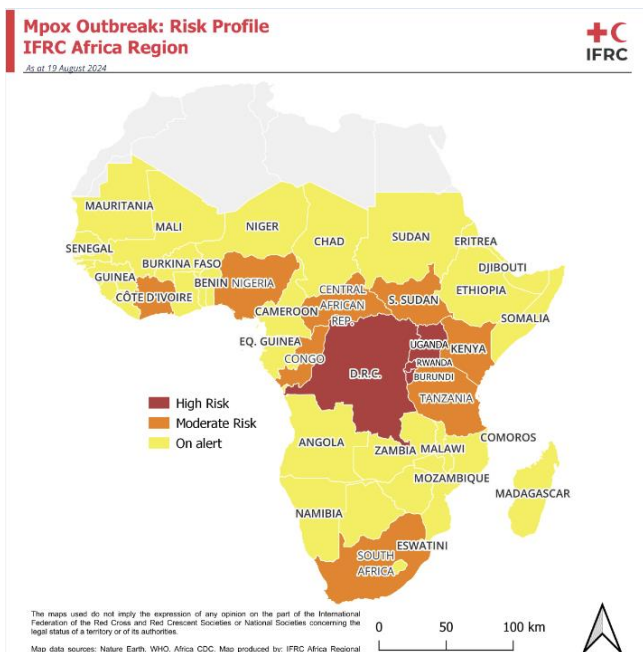 Mpox Outbreak: Risk Profile
IFRC Africa Region
As at 19 August 2024
IFRC
MAURITANIA
MALI
NIGER
CHAD
SUDAN
ERITREA
SENEGAL
BURKINA FASO
DJIBOUTI
GUINEA
BENIN
NIGERIA
CENTRAL
AFRICAN
REP.
S. SUDAN
ETHIOPIA
CÔTE D'IVOIRE
CAMEROON
SOMALIA
EQ. GUINEA
CONGO
D.R.C.
UGANDA
KENYA
RWANDA
BURUNDI
TANZANIA
High Risk
Moderate Risk
On alert
ANGOLA
ZAMBIA
MALAWI
COMOROS
MOZAMBIQUE
MADAGASCAR
NAMIBIA
SOUTH
AFRICA
ESWATINI
The maps used do not imply the expression of any opinion on the part of the International
Federation of the Red Cross and Red Crescent Societies or National Societies concerning the
legal status of a territory or of its authorities.
0 50 100 km
Map data sources: Nature Earth, WHO, Africa CDC. Map produced by: IFRC Africa Regional